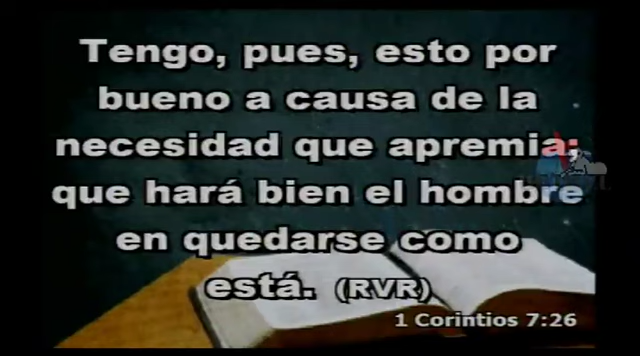 Tengo, pues, esto por
bueno a causa de la
necesidad que apremia;
que hará bien el hombre
en quedarse como
está. (RVR)
1 Corintios 7:26